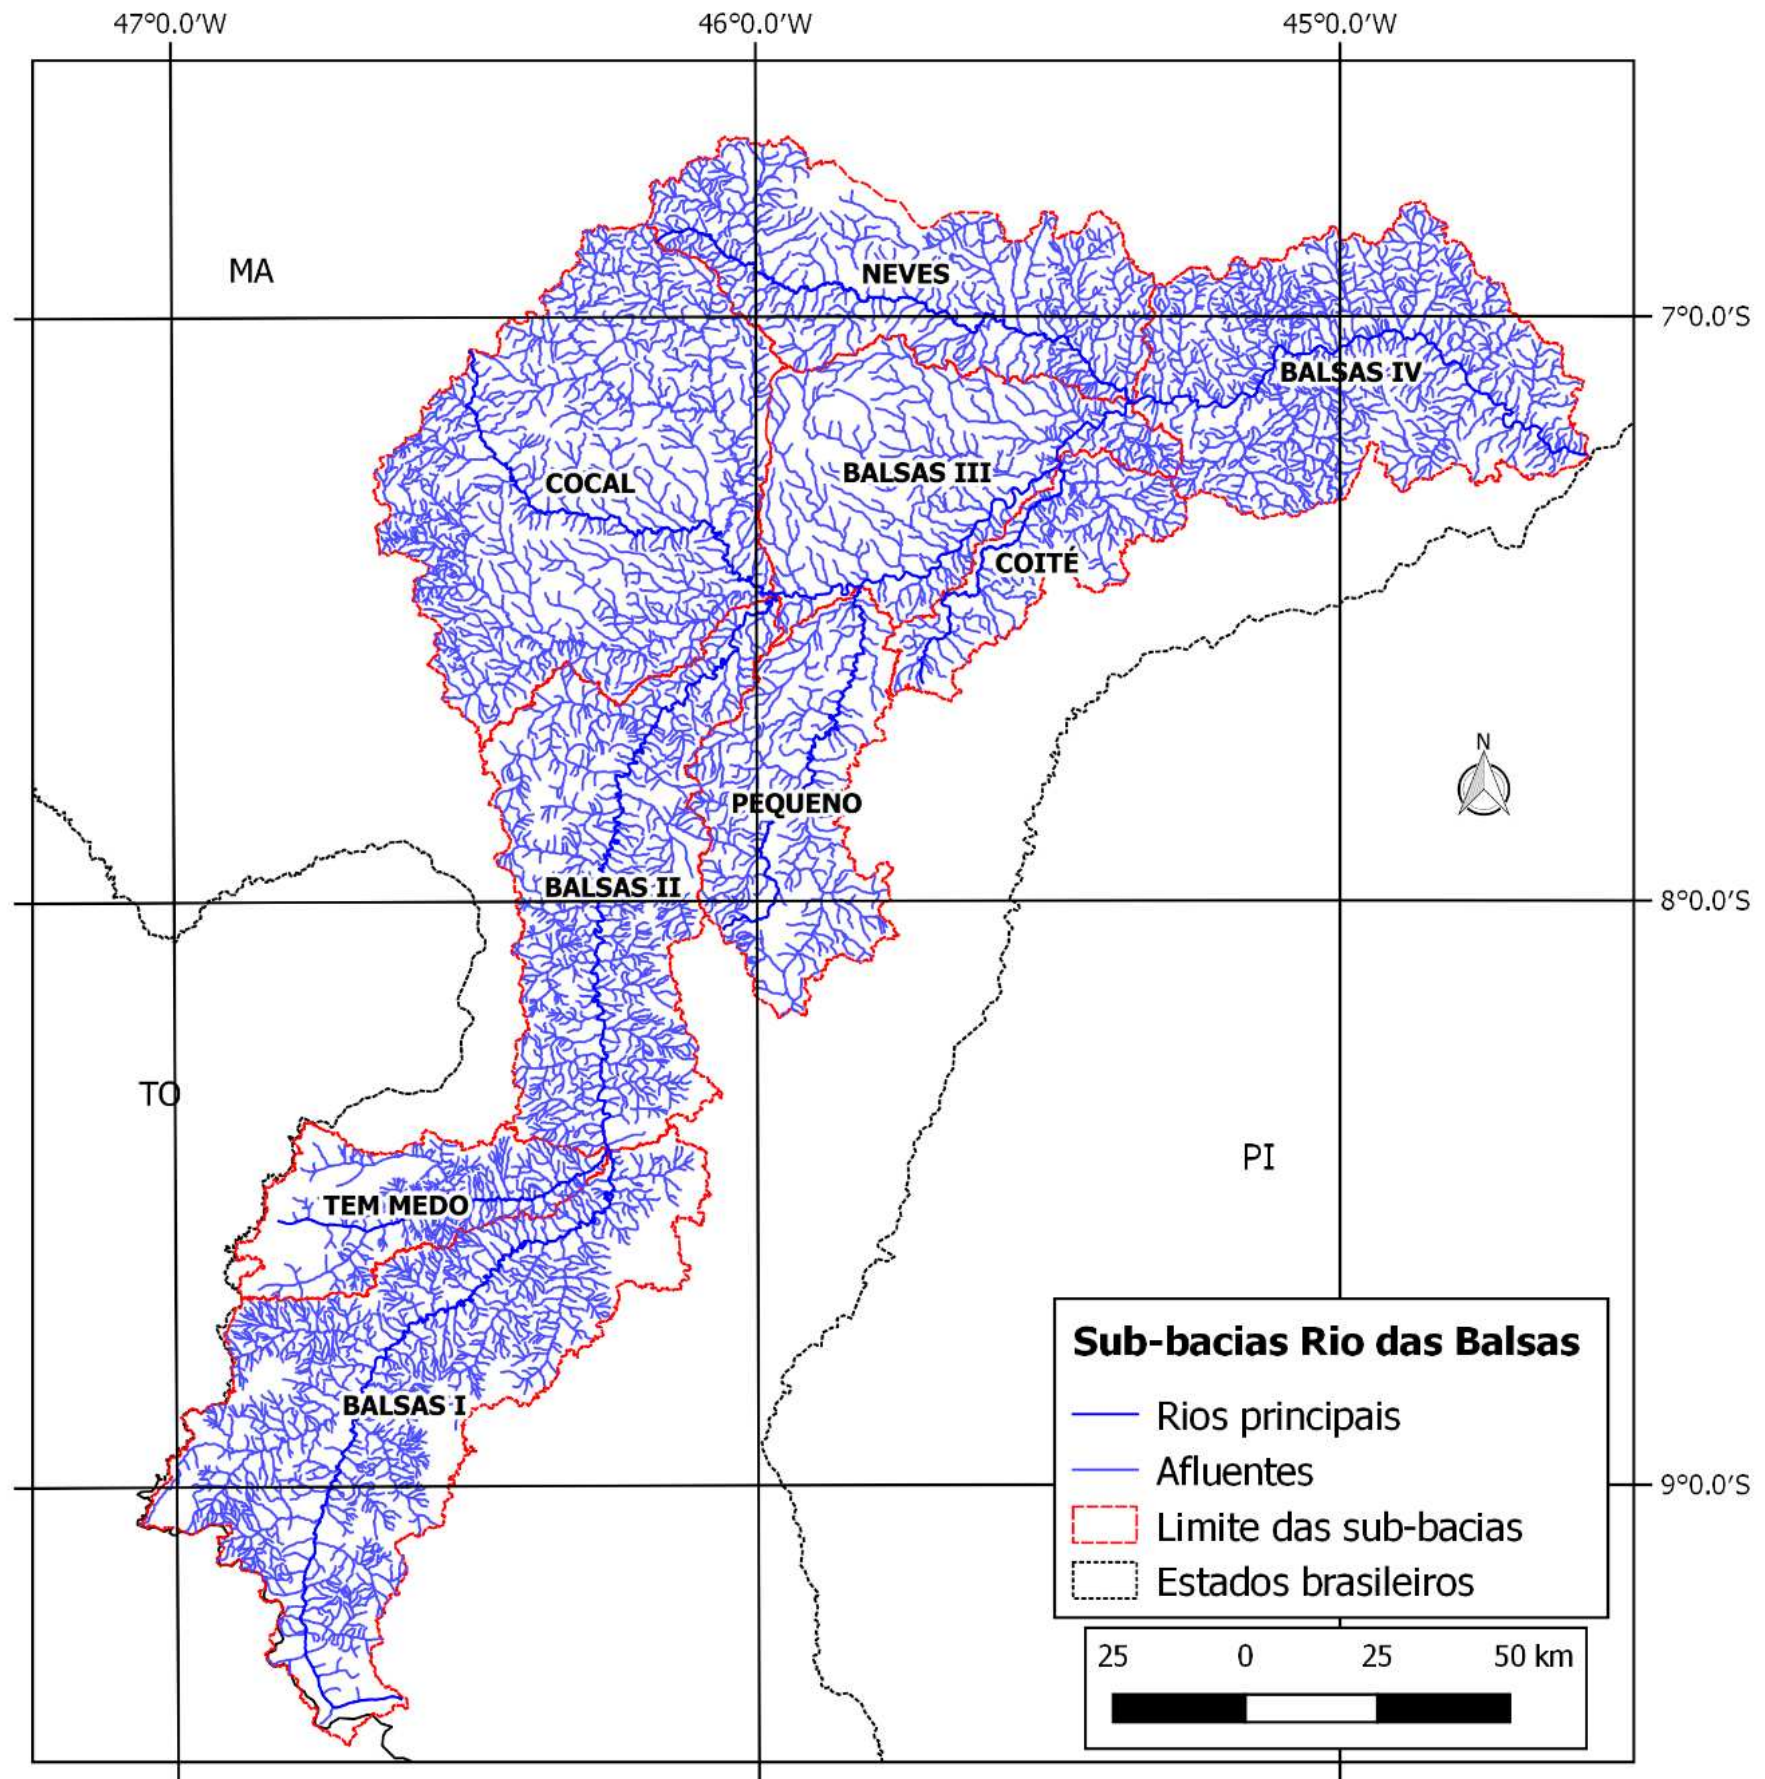 47°0.0′W
46°0.0′W
45°0.0′W
MA
NEVES
7°0.0′S
BALSAS IV
BALSAS III
COCAL
COITÉ
N
PEQUENO
BALSAS II
8°0.0′S
TO
PI
TEM MEDO
BALSAS I
9°0.0′S
Sub-bacias Rio das Balsas
Rios principais
Afluentes
Limite das sub-bacias
Estados brasileiros
25 0 25 50 km